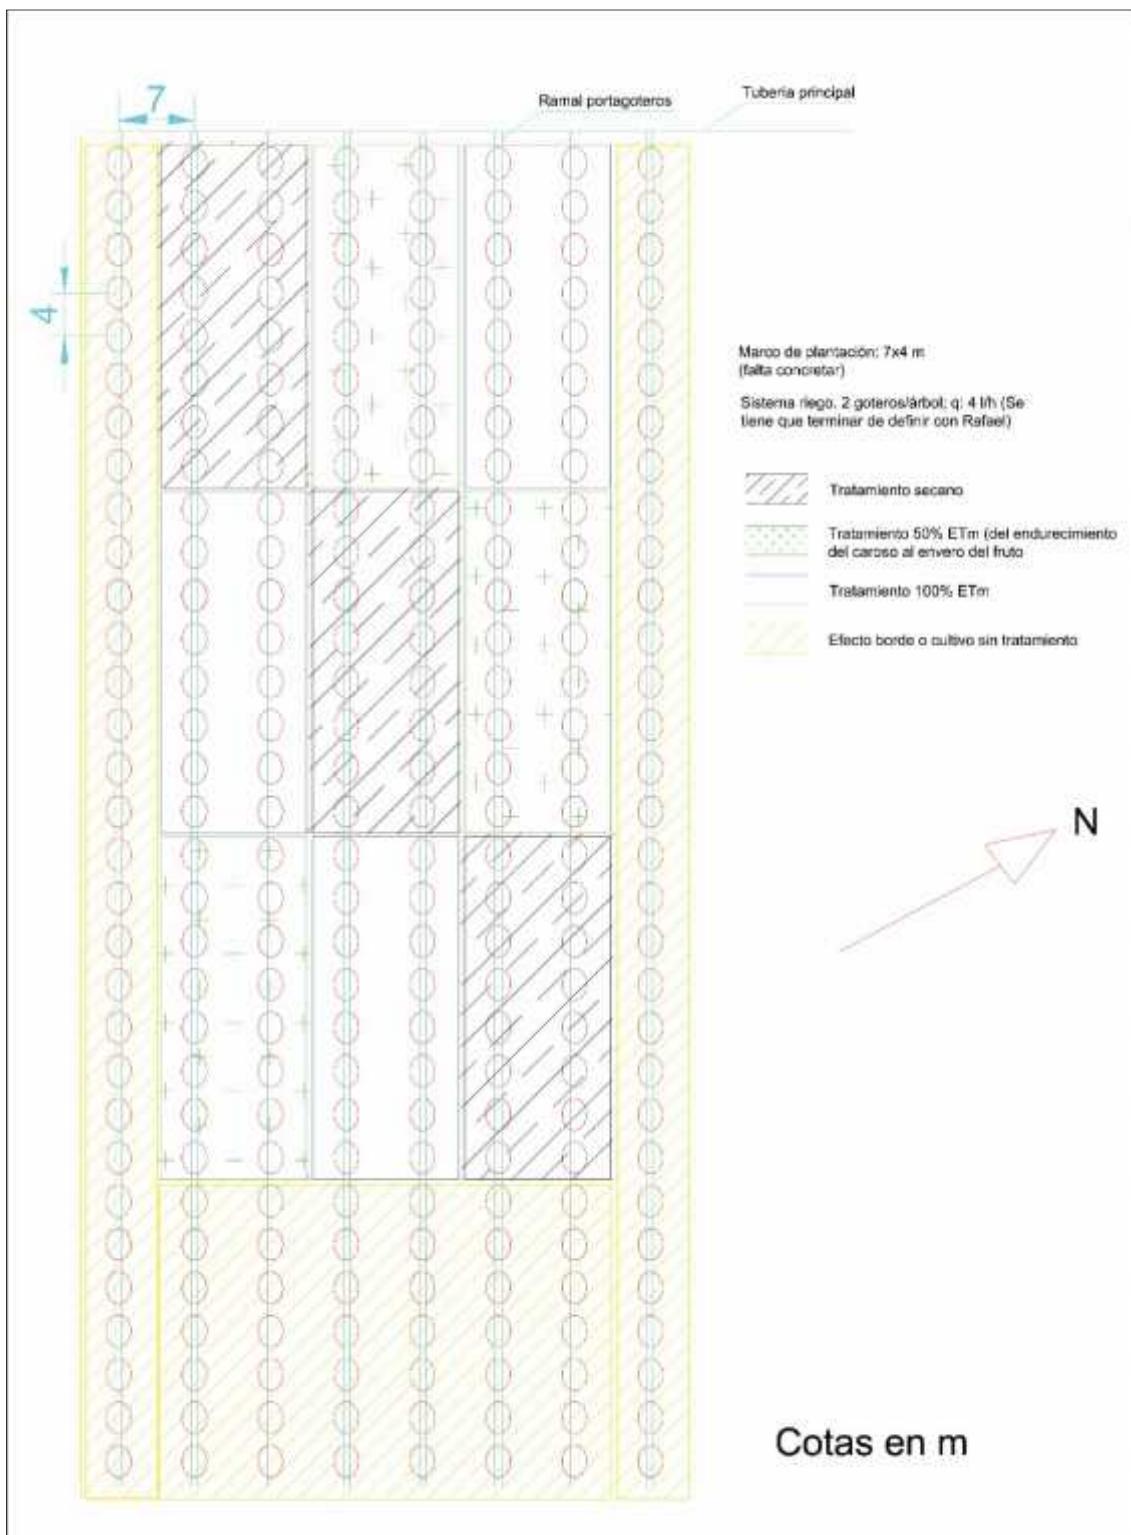 7
Ramal portagoteros
Tubería principal
4
Marco de plantación: 7x4 m
(falta concretar)
Sistema riego. 2 goteros/árbol; q: 4 l/h (Se
tiene que terminar de definir con Rafael)
Tratamiento secano
Tratamiento 50% ETm (del endurecimiento
del caroso al envero del fruto
Tratamiento 100% ETm
Efecto borde o cultivo sin tratamiento
N
Cotas en m